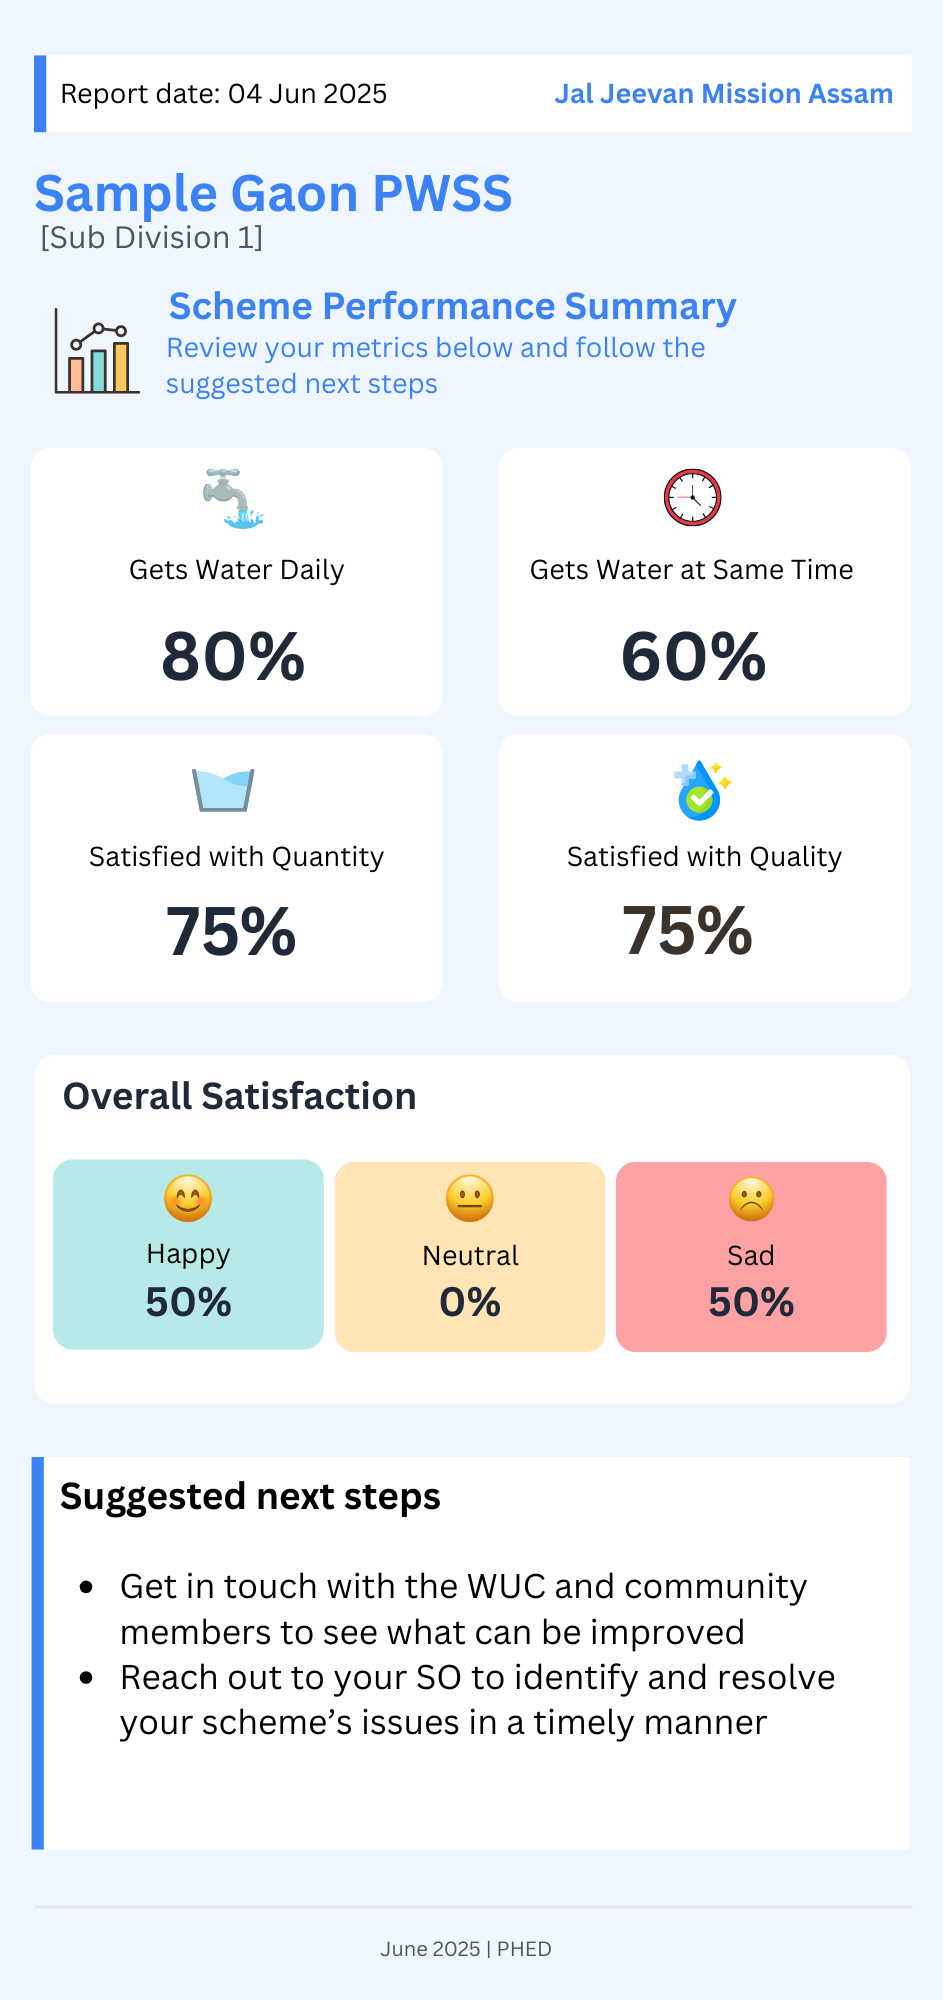 Report date: 04 Jun 2025
Jal Jeevan Mission Assam
Sample Gaon PWSS
[Sub Division 1]
Scheme Performance Summary
Review your metrics below and follow the
suggested next steps
Gets Water Daily
80%
Gets Water at Same Time
60%
Satisfied with Quantity
75%
Satisfied with Quality
75%
Overall Satisfaction
Happy
50%
Neutral
0%
Sad
50%
Suggested next steps
• Get in touch with the WUC and community
members to see what can be improved
• Reach out to your SO to identify and resolve
your scheme’s issues in a timely manner
June 2025 | PHED